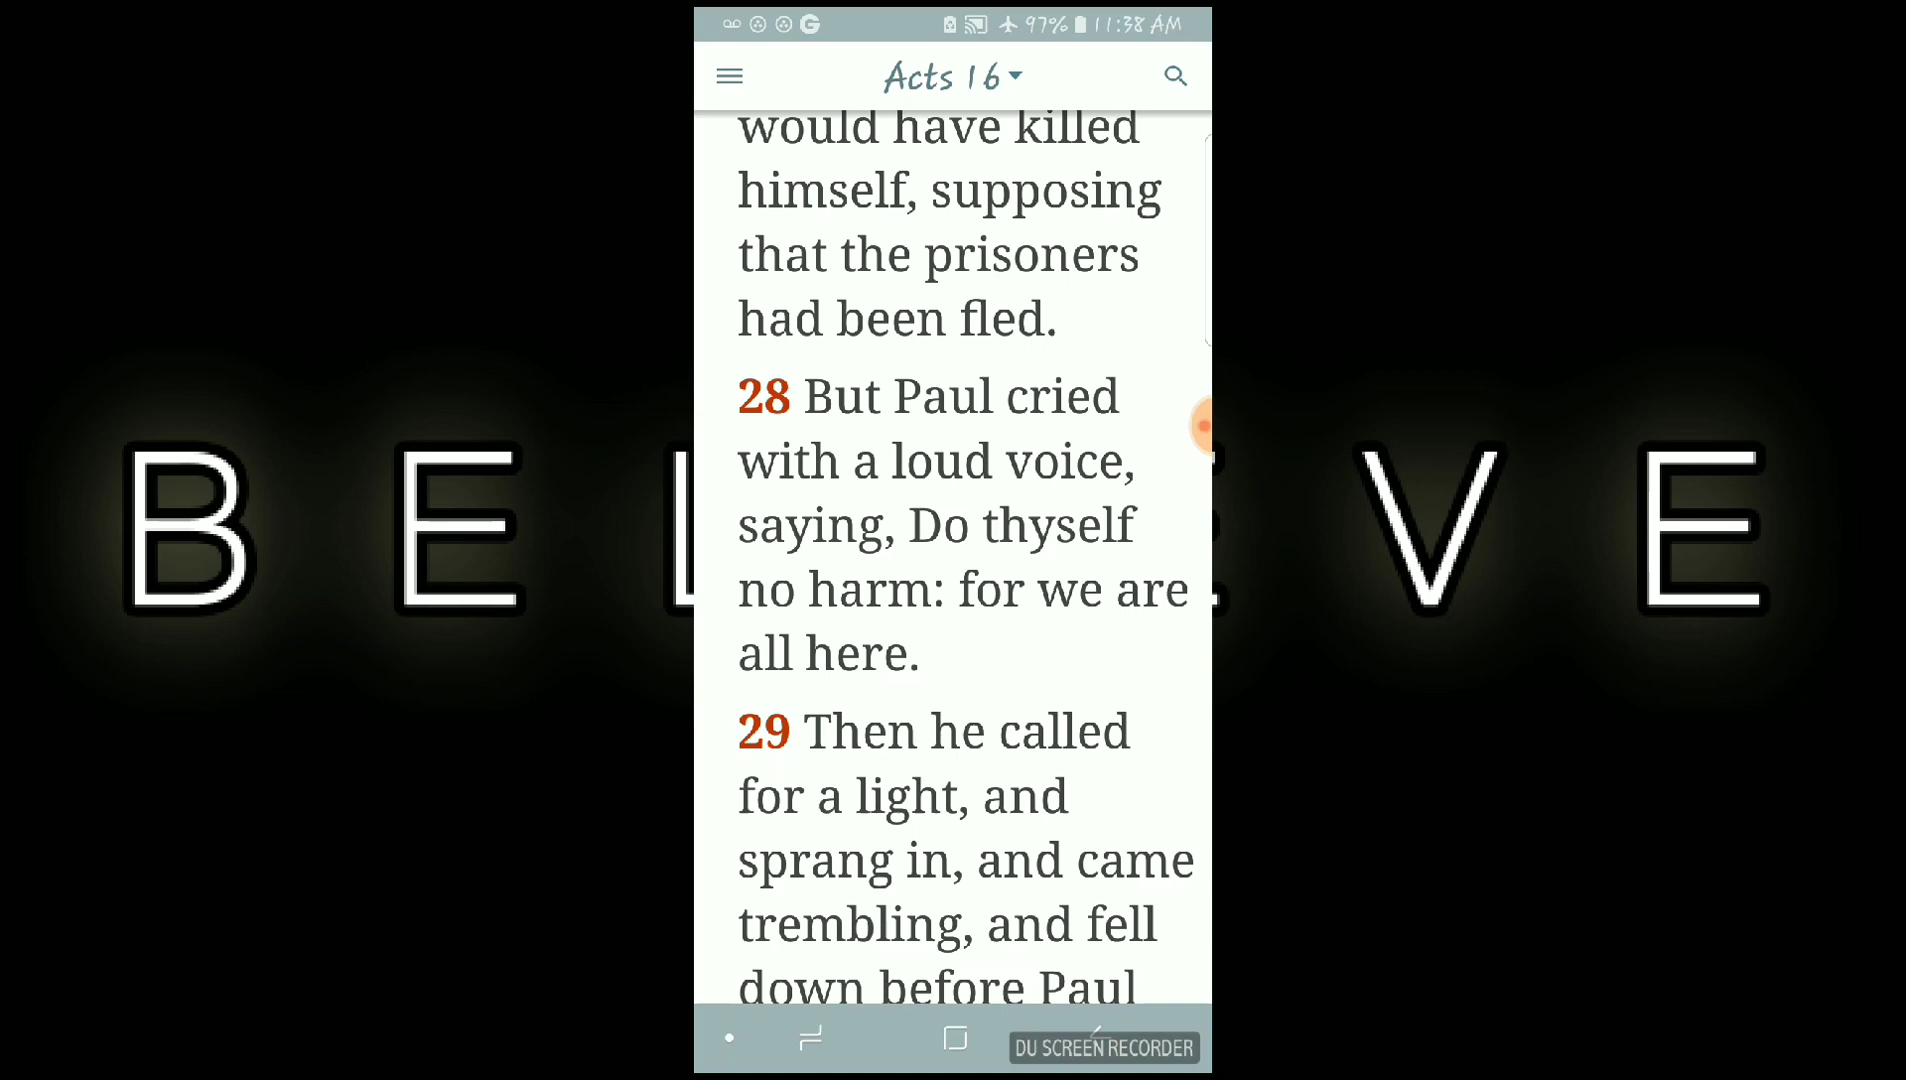 97% 11:38 AM
Acts 16
would have killed
himself, supposing
that the prisoners
had been fled.
28 But Paul cried
with a loud voice,
saying, Do thyself
no harm: for we are
all here.
29 Then he called
for a light, and
sprang in, and came
trembling, and fell
down before Paul
B E L E V E
DU SCREEN RECORDER